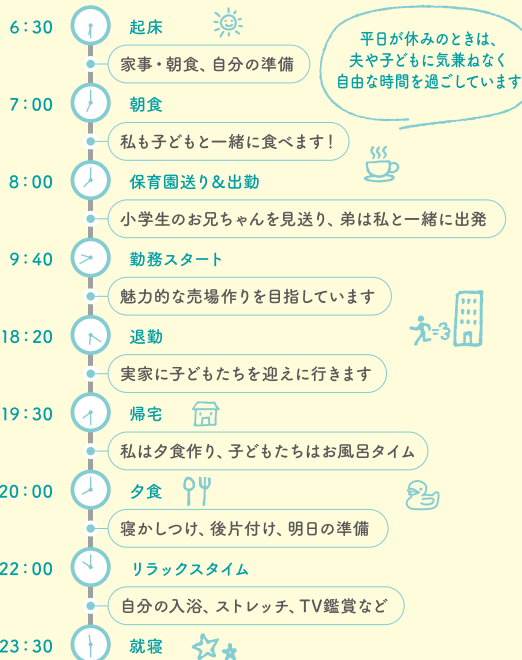 6:30 起床
平日が休みのときは、
夫や子どもに気兼ねなく
自由な時間を過ごしています
家事・朝食、自分の準備
7:00 朝食
私も子どもと一緒に食べます！
8:00 保育園送り&出勤
小学生のお兄ちゃんを見送り、弟は私と一緒に出発
9:40 勤務スタート
魅力的な売場作りを目指しています
18:20 退勤
実家に子どもたちを迎えに行きます
19:30 帰宅
私は夕食作り、子どもたちはお風呂タイム
20:00 夕食
寝かしつけ、後片付け、明日の準備
22:00 リラックスタイム
自分の入浴、ストレッチ、TV鑑賞など
23:30 就寝